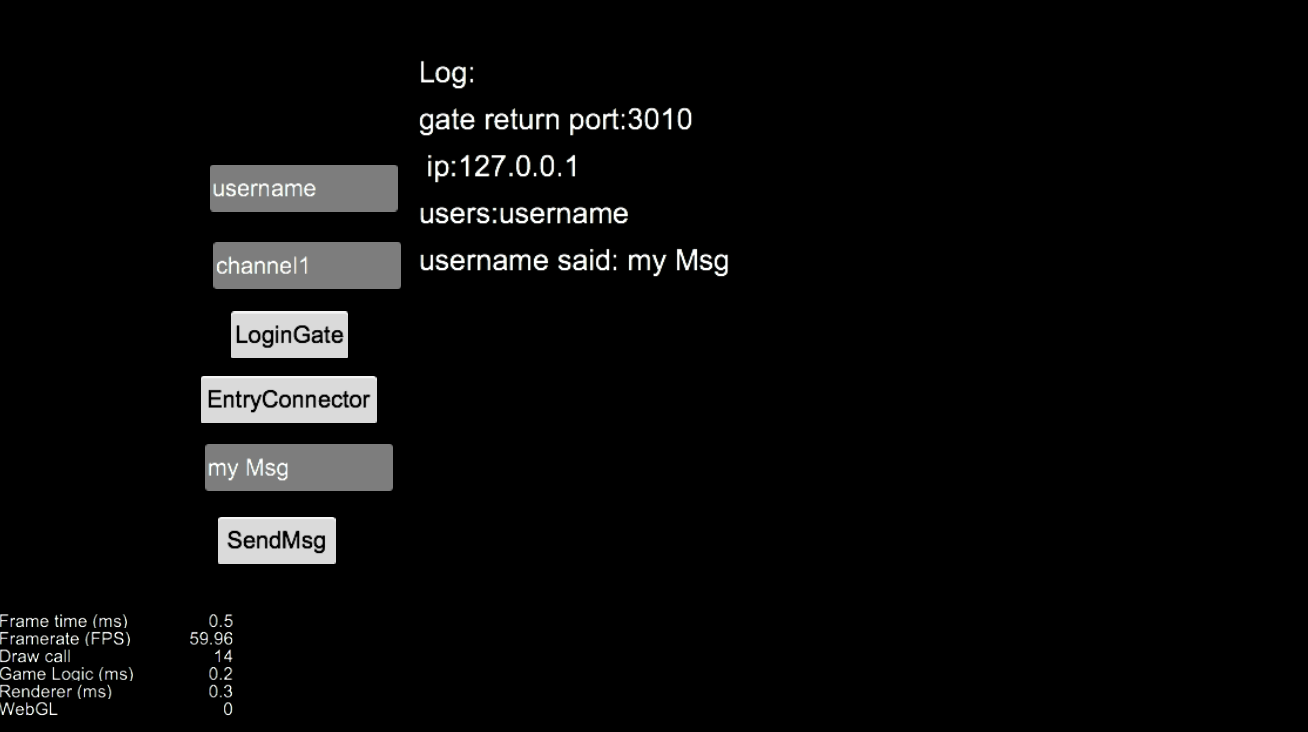 Log:
gate return port:3010
ip:127.0.0.1
users:username
username said: my Msg
username
channel1
LoginGate
EntryConnector
my Msg
SendMsg
Frame time (ms) 0.5
Framerate (FPS) 59.96
Draw call 14
Game Logic (ms) 0.2
Renderer (ms) 0.3
WebGL 0